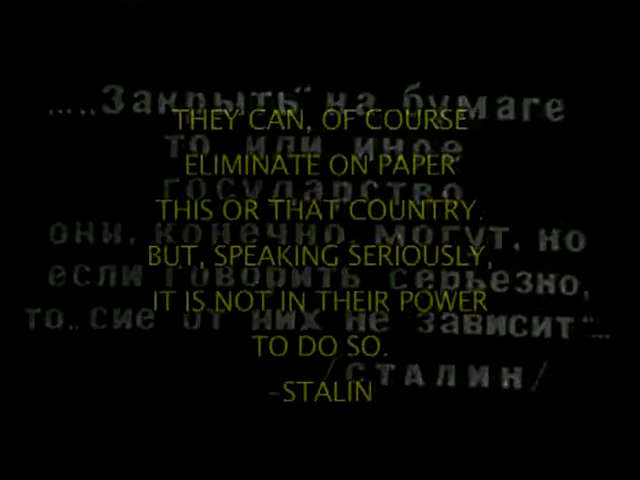 ....."Закрыть" на бумаге
то или иное
государство
они, конечно, могут, но
если говорить серьезно,
то.. сие от них не зависит"...
/СТАЛИН/
THEY CAN, OF COURSE
ELIMINATE ON PAPER
THIS OR THAT COUNTRY.
BUT, SPEAKING SERIOUSLY,
IT IS NOT IN THEIR POWER
TO DO SO.
-STALIN